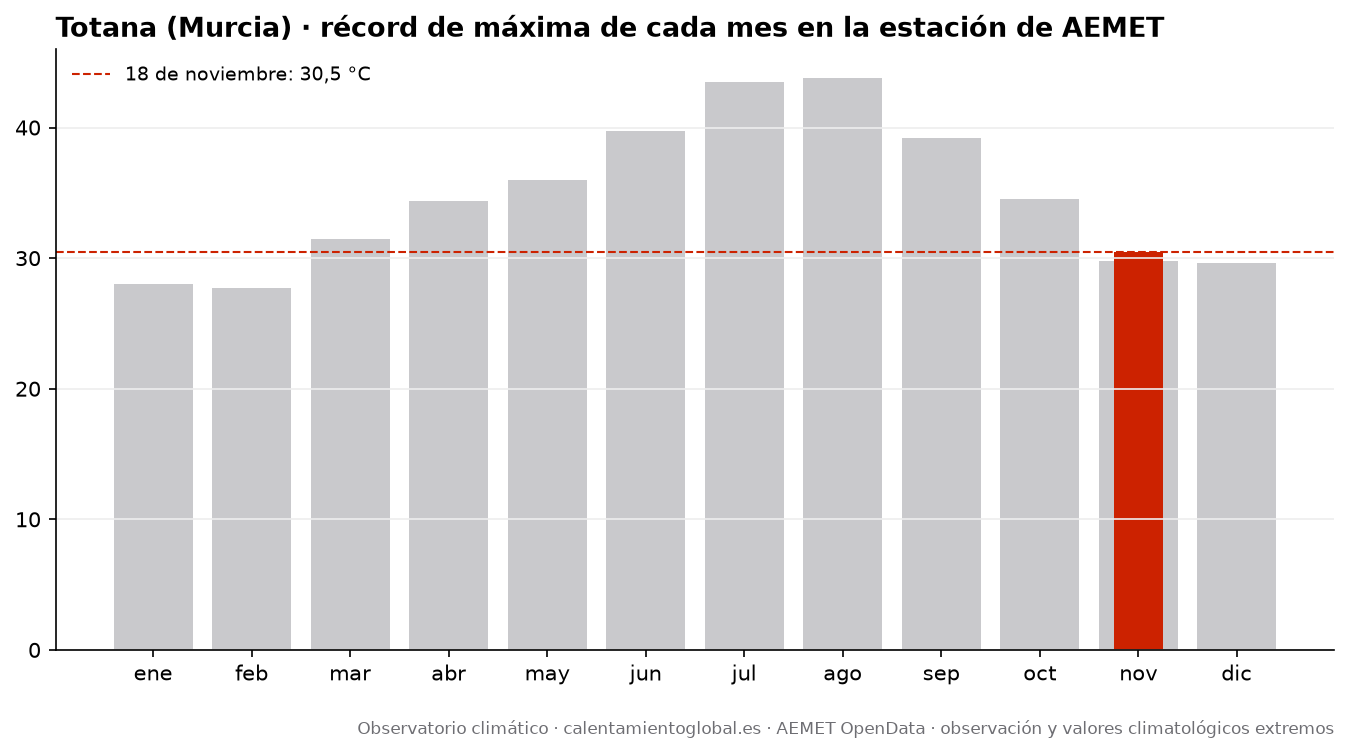 Totana (Murcia) · récord de máxima de cada mes en la estación de AEMET
18 de noviembre: 30,5 °C
40
30
20
10
0
ene feb mar abr may jun jul ago sep oct nov dic
Observatorio climático · calentamientoglobal.es · AEMET OpenData · observación y valores climatológicos extremos